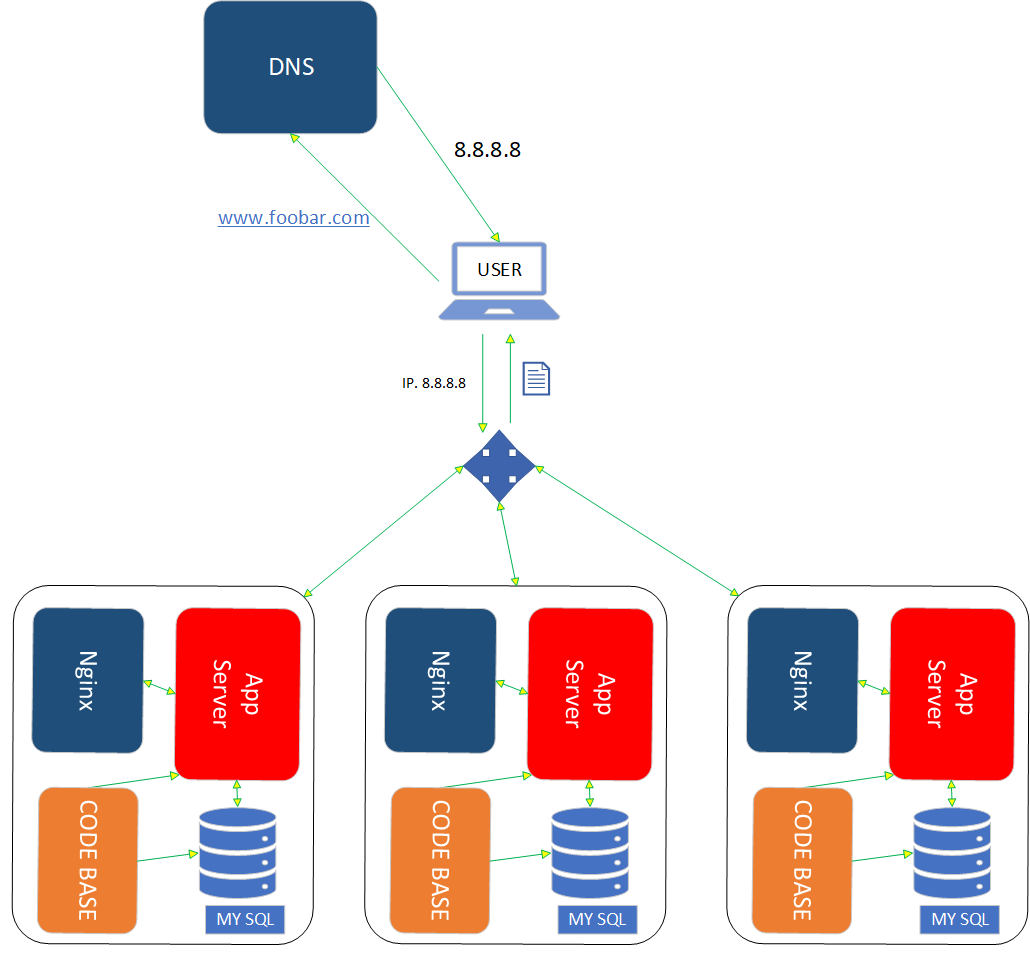 DNS
8.8.8.8
www.foobar.com
USER
IP. 8.8.8.8
Nginx
App
Server
CODE BASE
MY SQL
Nginx
App
Server
CODE BASE
MY SQL
Nginx
App
Server
CODE BASE
MY SQL